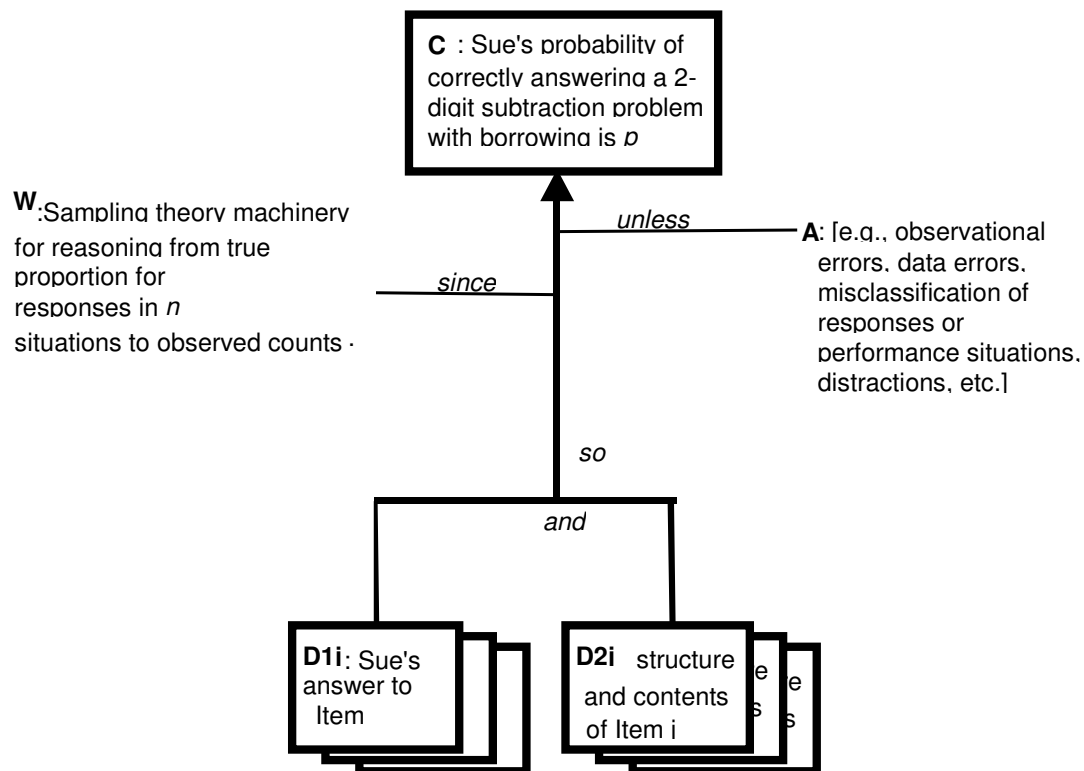 C : Sue's probability of
correctly answering a 2-
digit subtraction problem
with borrowing is p
W:Sampling theory machinery
for reasoning from true
proportion for
responses in n
situations to observed counts .
unless
since
A: [e.g., observational
errors, data errors,
misclassification of
responses or
performance situations,
distractions, etc.]
so
and
D1i: Sue's
answer to
Item
D2i structure
and contents
of Item i
e
s
re
s